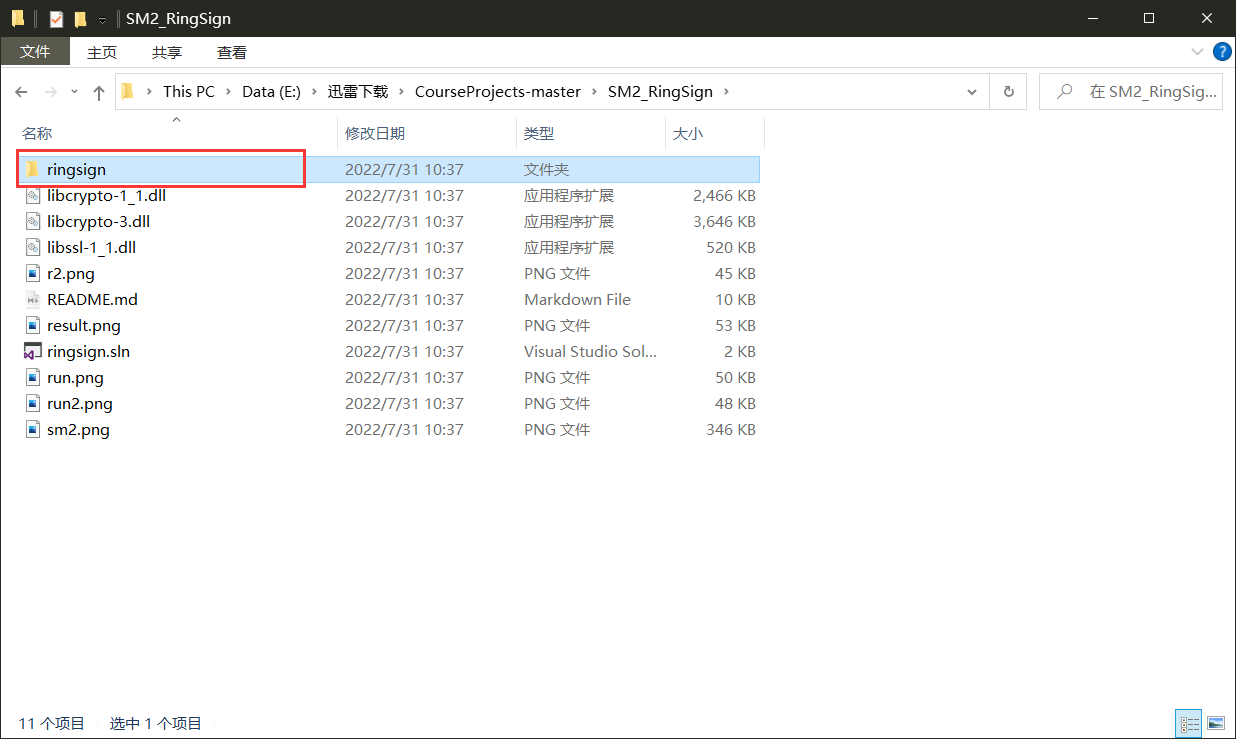 SM2_RingSign
文件 主页 共享 查看
This PC › Data (E:) › 迅雷下载 › CourseProjects-master › SM2_RingSign › 在 SM2_RingSig...
名称 修改日期 类型 大小
ringsign 2022/7/31 10:37 文件夹
libcrypto-1_1.dll 2022/7/31 10:37 应用程序扩展 2,466 KB
libcrypto-3.dll 2022/7/31 10:37 应用程序扩展 3,646 KB
libssl-1_1.dll 2022/7/31 10:37 应用程序扩展 520 KB
r2.png 2022/7/31 10:37 PNG 文件 45 KB
README.md 2022/7/31 10:37 Markdown File 10 KB
result.png 2022/7/31 10:37 PNG 文件 53 KB
ringsign.sln 2022/7/31 10:37 Visual Studio Sol... 2 KB
run.png 2022/7/31 10:37 PNG 文件 50 KB
run2.png 2022/7/31 10:37 PNG 文件 48 KB
sm2.png 2022/7/31 10:37 PNG 文件 346 KB
11 个项目 选中 1 个项目